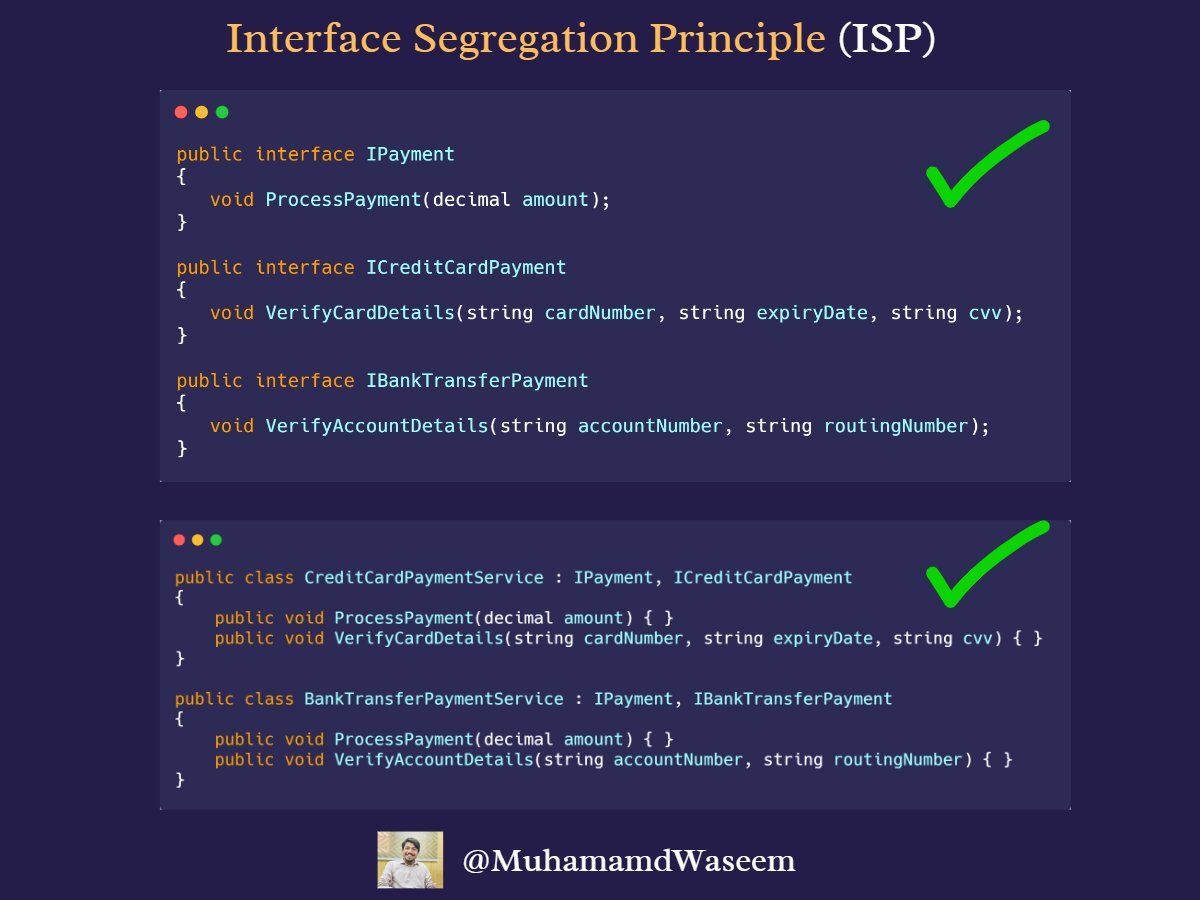 Interface Segregation Principle (ISP)
public interface IPayment
{
void ProcessPayment(decimal amount);
}
public interface ICreditCardPayment
{
void VerifyCardDetails(string cardNumber, string expiryDate, string cvv);
}
public interface IBankTransferPayment
{
void VerifyAccountDetails(string accountNumber, string routingNumber);
}
public class CreditCardPaymentService : IPayment, ICreditCardPayment
{
public void ProcessPayment(decimal amount) { }
public void VerifyCardDetails(string cardNumber, string expiryDate, string cvv) { }
}
public class BankTransferPaymentService : IPayment, IBankTransferPayment
{
public void ProcessPayment(decimal amount) { }
public void VerifyAccountDetails(string accountNumber, string routingNumber) { }
}
@MuhamamdWaseem